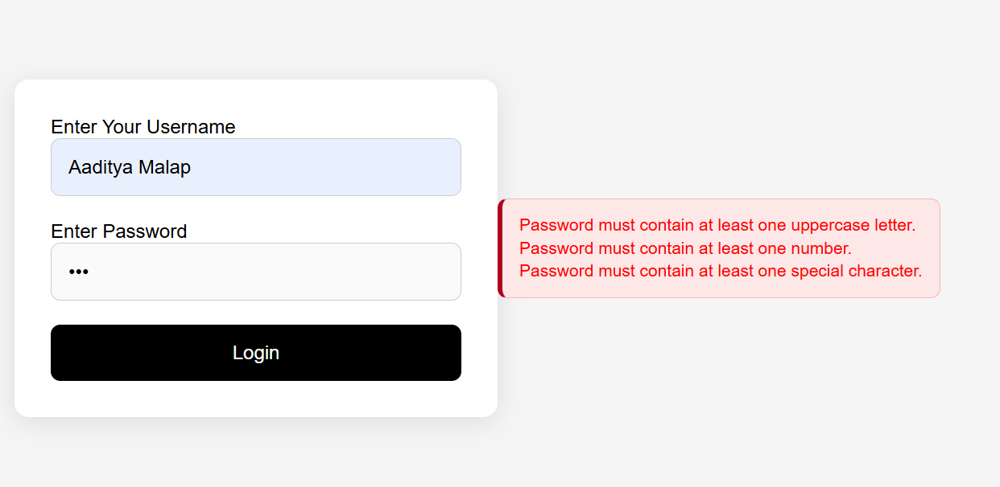 Enter Your Username
Aaditya Malap
Enter Password
•••
Login
Password must contain at least one uppercase letter.
Password must contain at least one number.
Password must contain at least one special character.